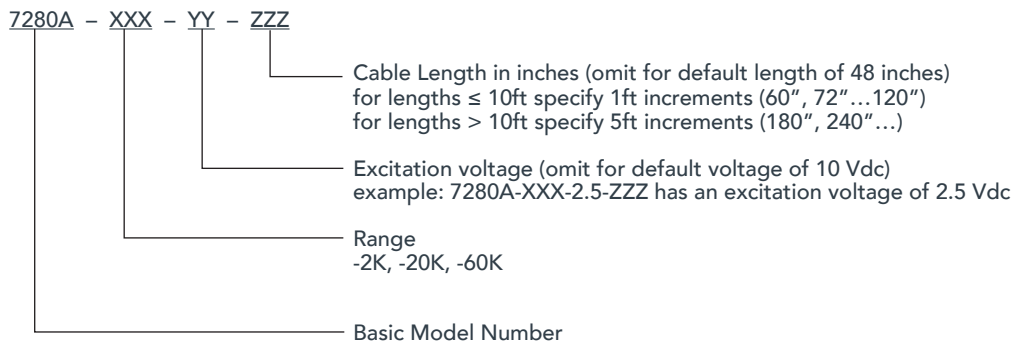 7280A – XXX – YY – ZZZ
Cable Length in inches (omit for default length of 48 inches)
for lengths ≤ 10ft specify 1ft increments (60”, 72”…120”)
for lengths > 10ft specify 5ft increments (180”, 240”…)
Excitation voltage (omit for default voltage of 10 Vdc)
example: 7280A-XXX-2.5-ZZZ has an excitation voltage of 2.5 Vdc
Range
-2K, -20K, -60K
Basic Model Number